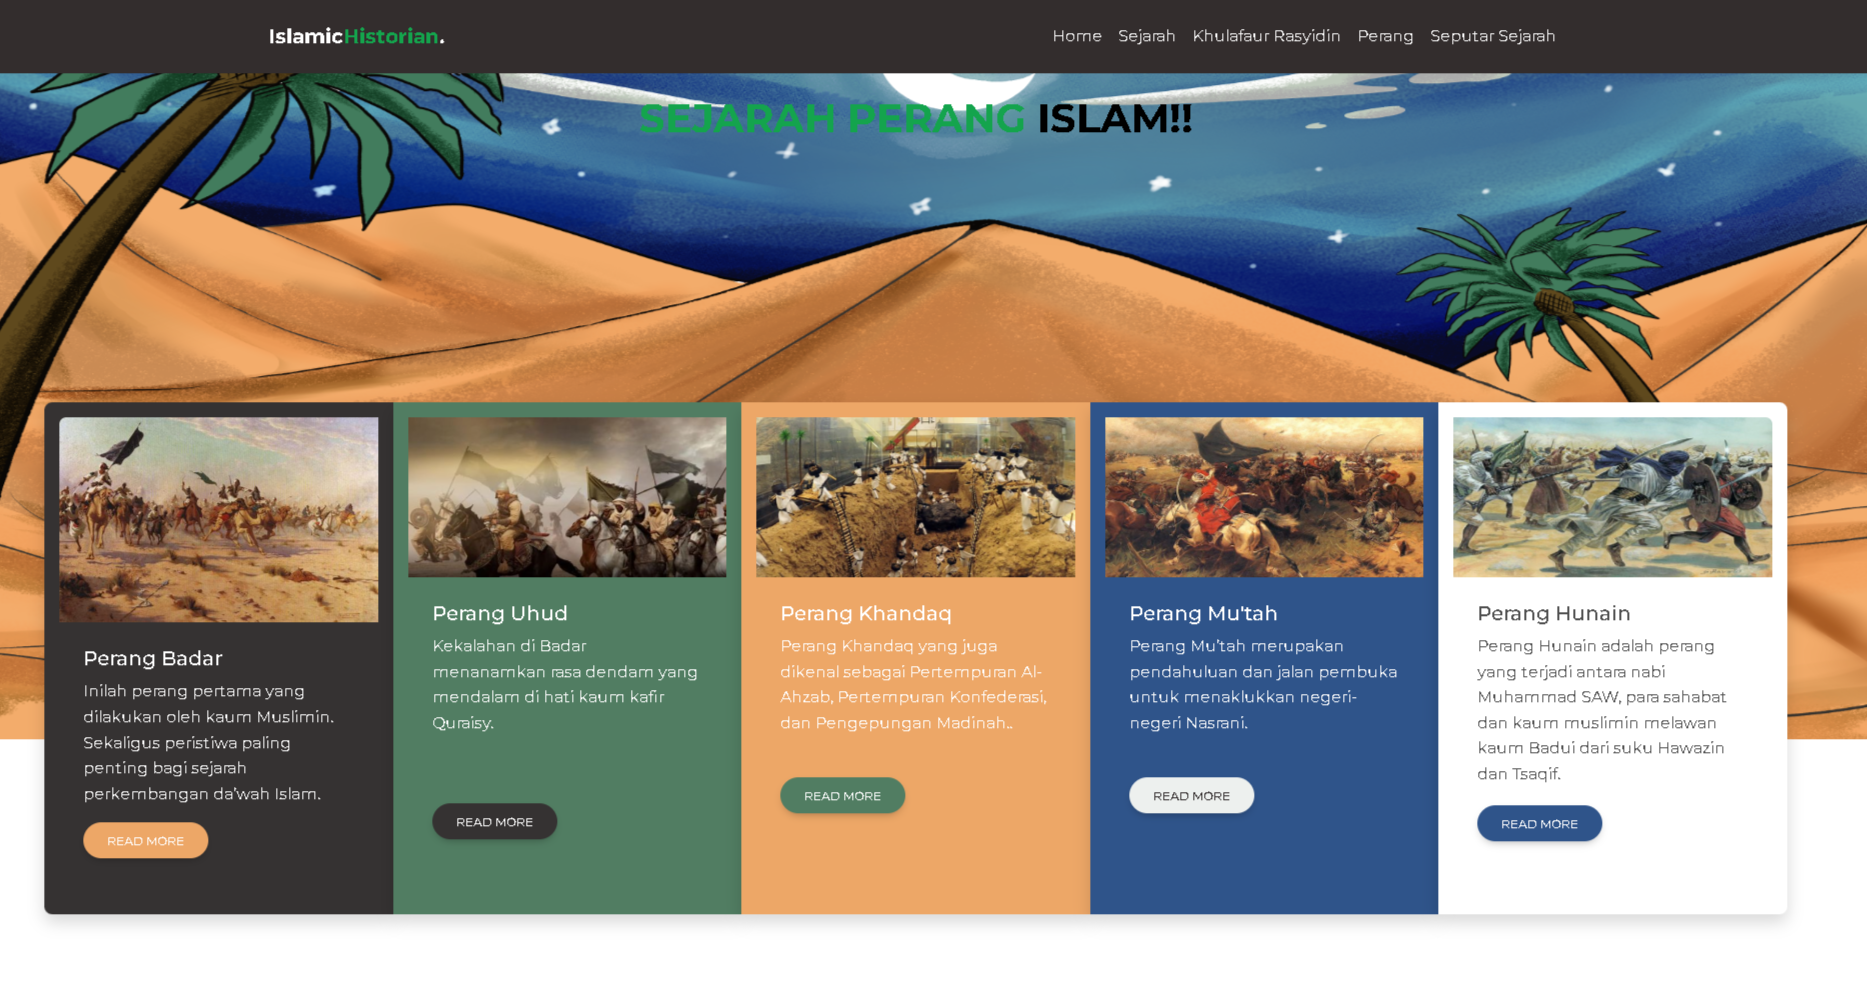 IslamicHistorian.
Home Sejarah Khulafaur Rasyidin Perang Seputar Sejarah
SEJARAH PERANG ISLAM!!
Perang Badar
Inilah perang pertama yang
dilakukan oleh kaum Muslimin.
Sekaligus peristiwa paling
penting bagi sejarah
perkembangan da'wah Islam.
READ MORE
Perang Uhud
Kekalahan di Badar
menanamkan rasa dendam yang
mendalam di hati kaum kafir
Quraisy.
READ MORE
Perang Khandaq
Perang Khandaq yang juga
dikenal sebagai Pertempuran Al-
Ahzab, Pertempuran Konfederasi,
dan Pengepungan Madinah..
READ MORE
Perang Mu'tah
Perang Mu'tah merupakan
pendahuluan dan jalan pembuka
untuk menaklukkan negeri-
negeri Nasrani.
READ MORE
Perang Hunain
Perang Hunain adalah perang
yang terjadi antara nabi
Muhammad SAW, para sahabat
dan kaum muslimin melawan
kaum Badui dari suku Hawazin
dan Tsaqif.
READ MORE